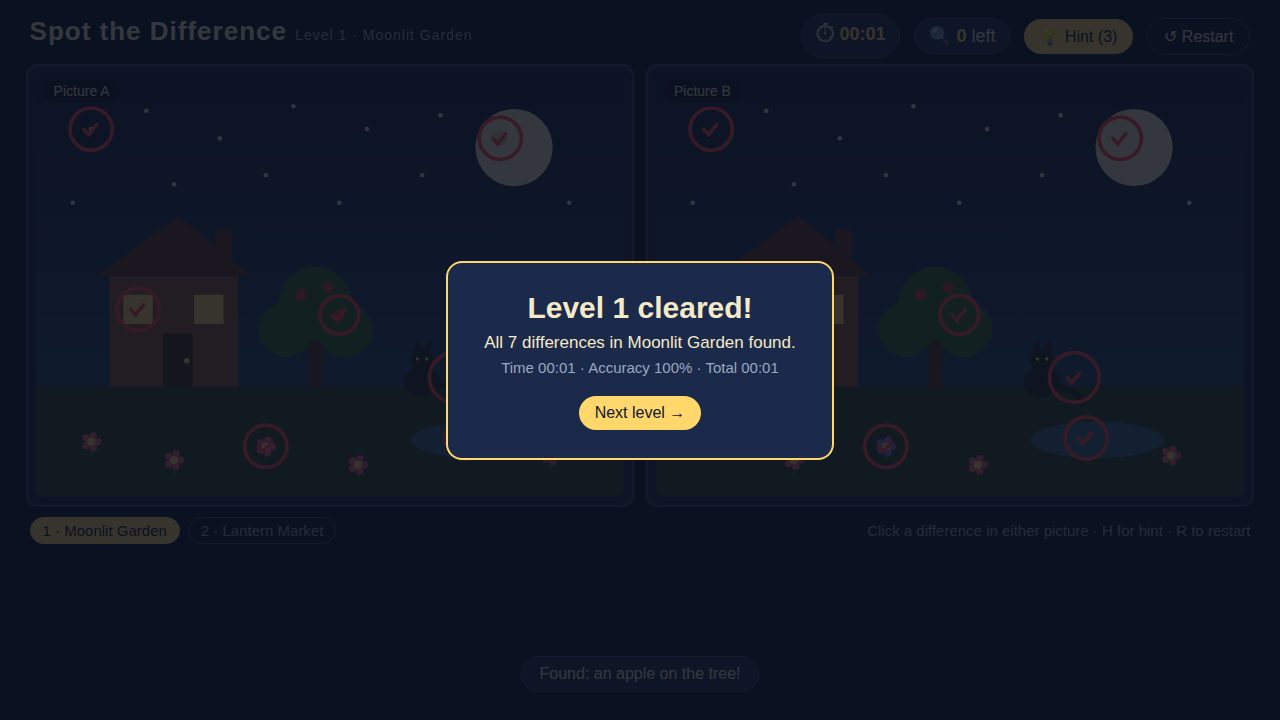 Spot the Difference Level 1 · Moonlit Garden
⏱ 00:01 🔍 0 left 💡 Hint (3) ↺ Restart
Picture A
Picture B
Level 1 cleared!
All 7 differences in Moonlit Garden found.
Time 00:01 · Accuracy 100% · Total 00:01
Next level →
1 · Moonlit Garden 2 · Lantern Market
Click a difference in either picture · H for hint · R to restart
Found: an apple on the tree!